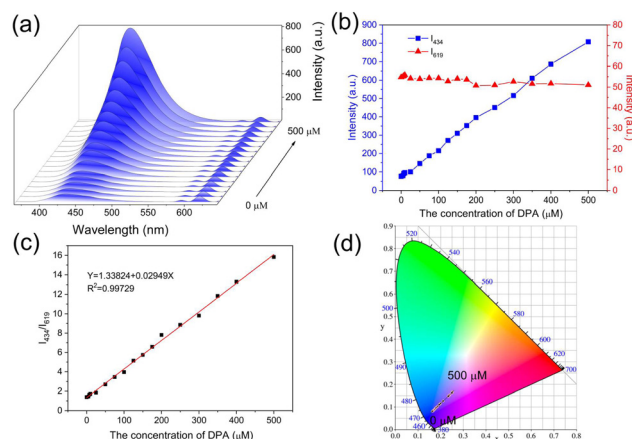 (a)
800
600
400
200
Intensity (a.u.)
500 μM
0 μM
400 450 500 550 600
Wavelength (nm)
(b)
I434
I619
900
800
700
600
500
400
300
200
100
0
Intensity (a.u.)
80
70
60
50
40
30
20
10
0
Intensity (a.u.)
0 100 200 300 400 500
The concentration of DPA (μM)
(c)
16
14
12
10
8
6
4
2
0
I434/I619
Y=1.33824+0.02949X
R2=0.99729
0 100 200 300 400 500
The concentration of DPA (μM)
(d)
0.9
0.8
0.7
0.6
0.5
y
0.4
0.3
0.2
0.1
0.0
520
540
560
580
600
620
700
500
490
480
470
460
380
500 μM
μM
0.0 0.1 0.2 0.3 0.4 0.5 0.6 0.7 0.8